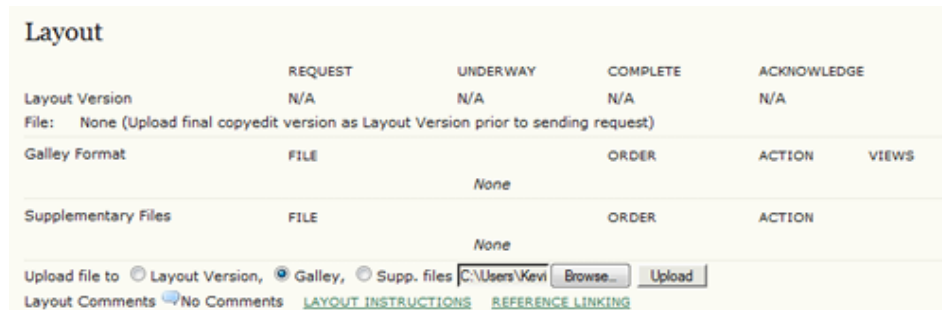 Layout
REQUEST UNDERWAY COMPLETE ACKNOWLEDGE
Layout Version N/A N/A N/A N/A
File: None (Upload final copyedit version as Layout Version prior to sending request)
Galley Format FILE ORDER ACTION VIEWS
None
Supplementary Files FILE ORDER ACTION
None
Upload file to Layout Version, Galley, Supp. files C:\Users\Kevi Browse... Upload
Layout Comments No Comments LAYOUT INSTRUCTIONS REFERENCE LINKING